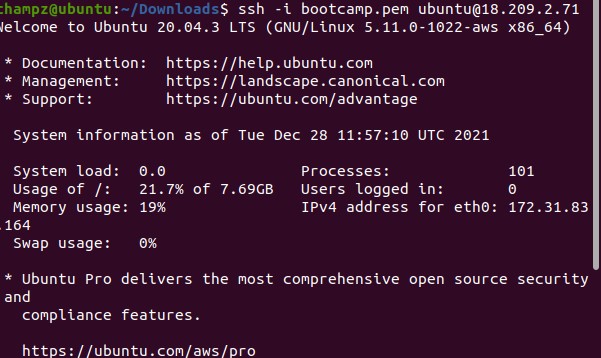 champz@ubuntu:~/Downloads$ ssh -i bootcamp.pem ubuntu@18.209.2.71
Welcome to Ubuntu 20.04.3 LTS (GNU/Linux 5.11.0-1022-aws x86_64)
* Documentation:  https://help.ubuntu.com
* Management:     https://landscape.canonical.com
* Support:        https://ubuntu.com/advantage
System information as of Tue Dec 28 11:57:10 UTC 2021
System load:  0.0                Processes:             101
Usage of /:   21.7% of 7.69GB   Users logged in:       0
Memory usage: 19%                IPv4 address for eth0: 172.31.83
.164
Swap usage:   0%
* Ubuntu Pro delivers the most comprehensive open source security
and
compliance features.
https://ubuntu.com/aws/pro